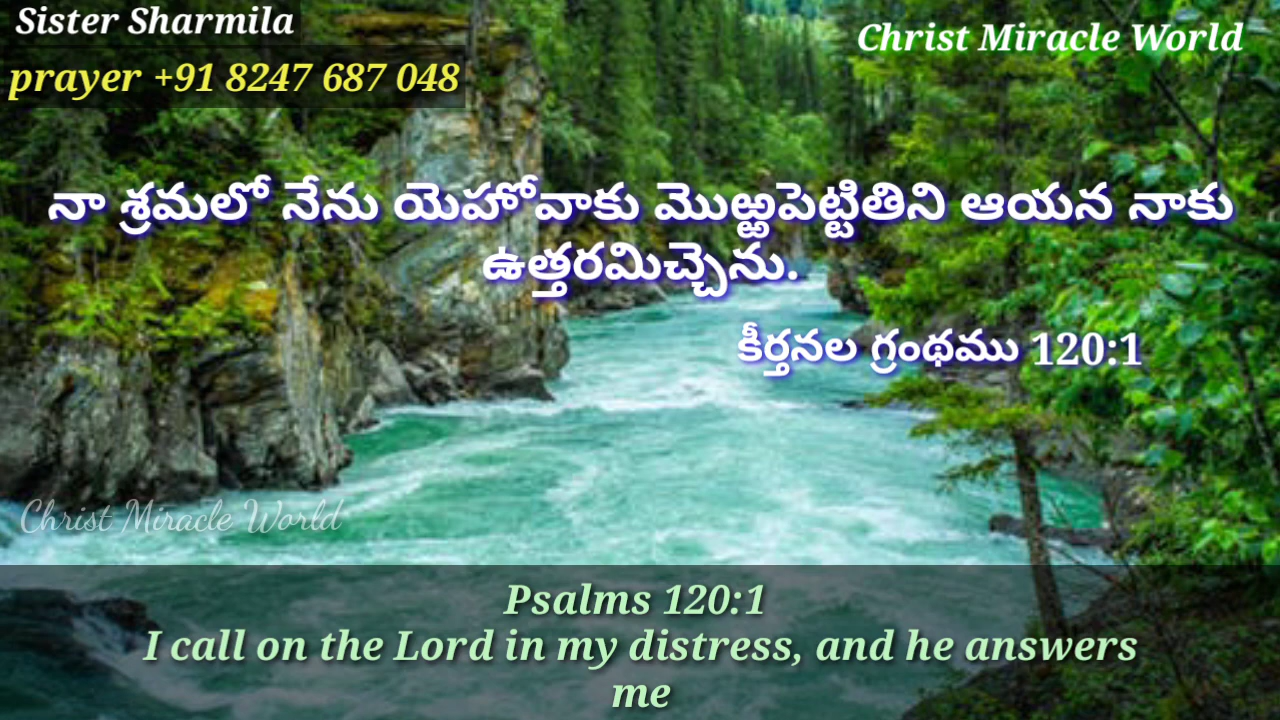 Sister Sharmila
Christ Miracle World
prayer +91 8247 687 048
నా శ్రమలో నేను యెహోవాకు మొఱ్ఱపెట్టితిని ఆయన నాకు
ఉత్తరమిచ్చెను.
కీర్తనల గ్రంథము 120:1
Christ Miracle World
Psalms 120:1
I call on the Lord in my distress, and he answers
me